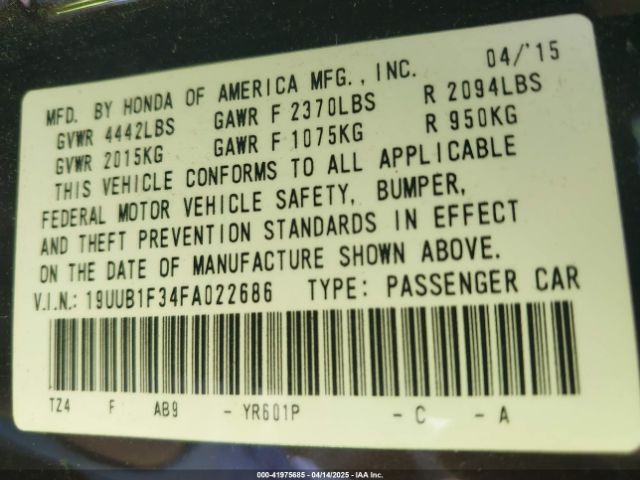 MFD. BY HONDA OF AMERICA MFG., INC. 04/'15
GVWR 4442LBS GAWR F 2370LBS R 2094LBS
GVWR 2015KG GAWR F 1075KG R 950KG
THIS VEHICLE CONFORMS TO ALL APPLICABLE
FEDERAL MOTOR VEHICLE SAFETY, BUMPER,
AND THEFT PREVENTION STANDARDS IN EFFECT
ON THE DATE OF MANUFACTURE SHOWN ABOVE.
V.I.N.: 19UUB1F34FA022686 TYPE: PASSENGER CAR
TZ4 F AB9 - YR601P - C - A
000-41975685 - 04/14/2025 - IAA Inc.